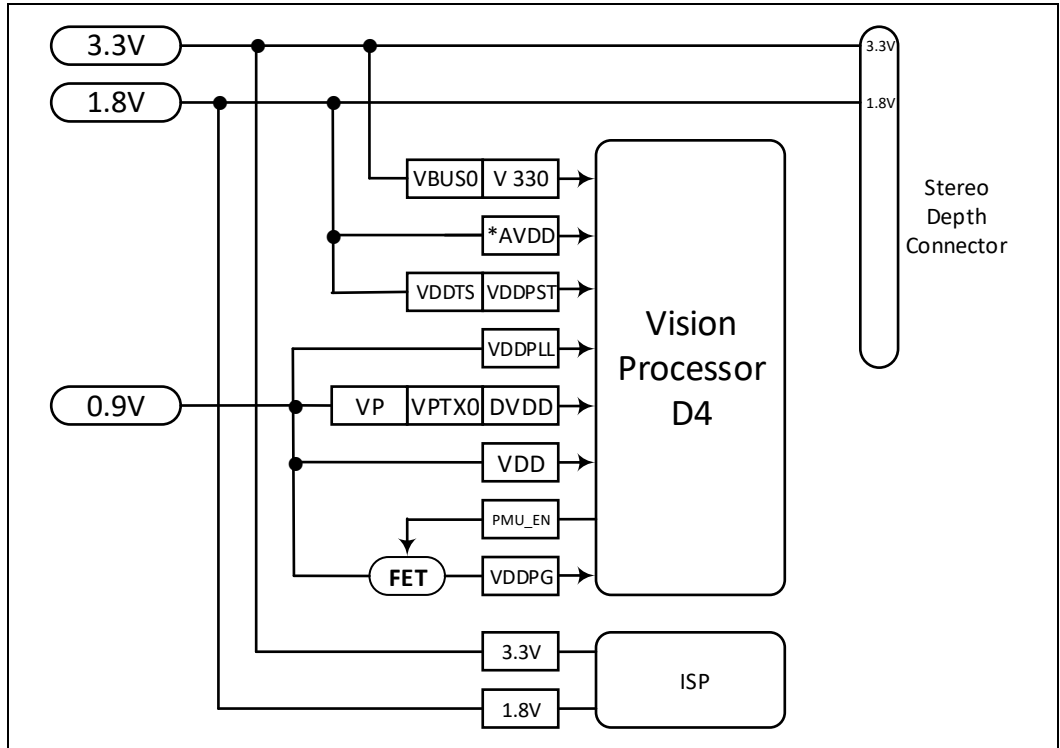 3.3V
3.3V
1.8V
1.8V
VBUS0 V 330
Stereo
Depth
Connector
*AVDD
VDDTS VDDPST
Vision
Processor
D4
VDDPLL
0.9V
VP VPTX0 DVDD
VDD
PMU_EN
FET
VDDPG
3.3V
ISP
1.8V